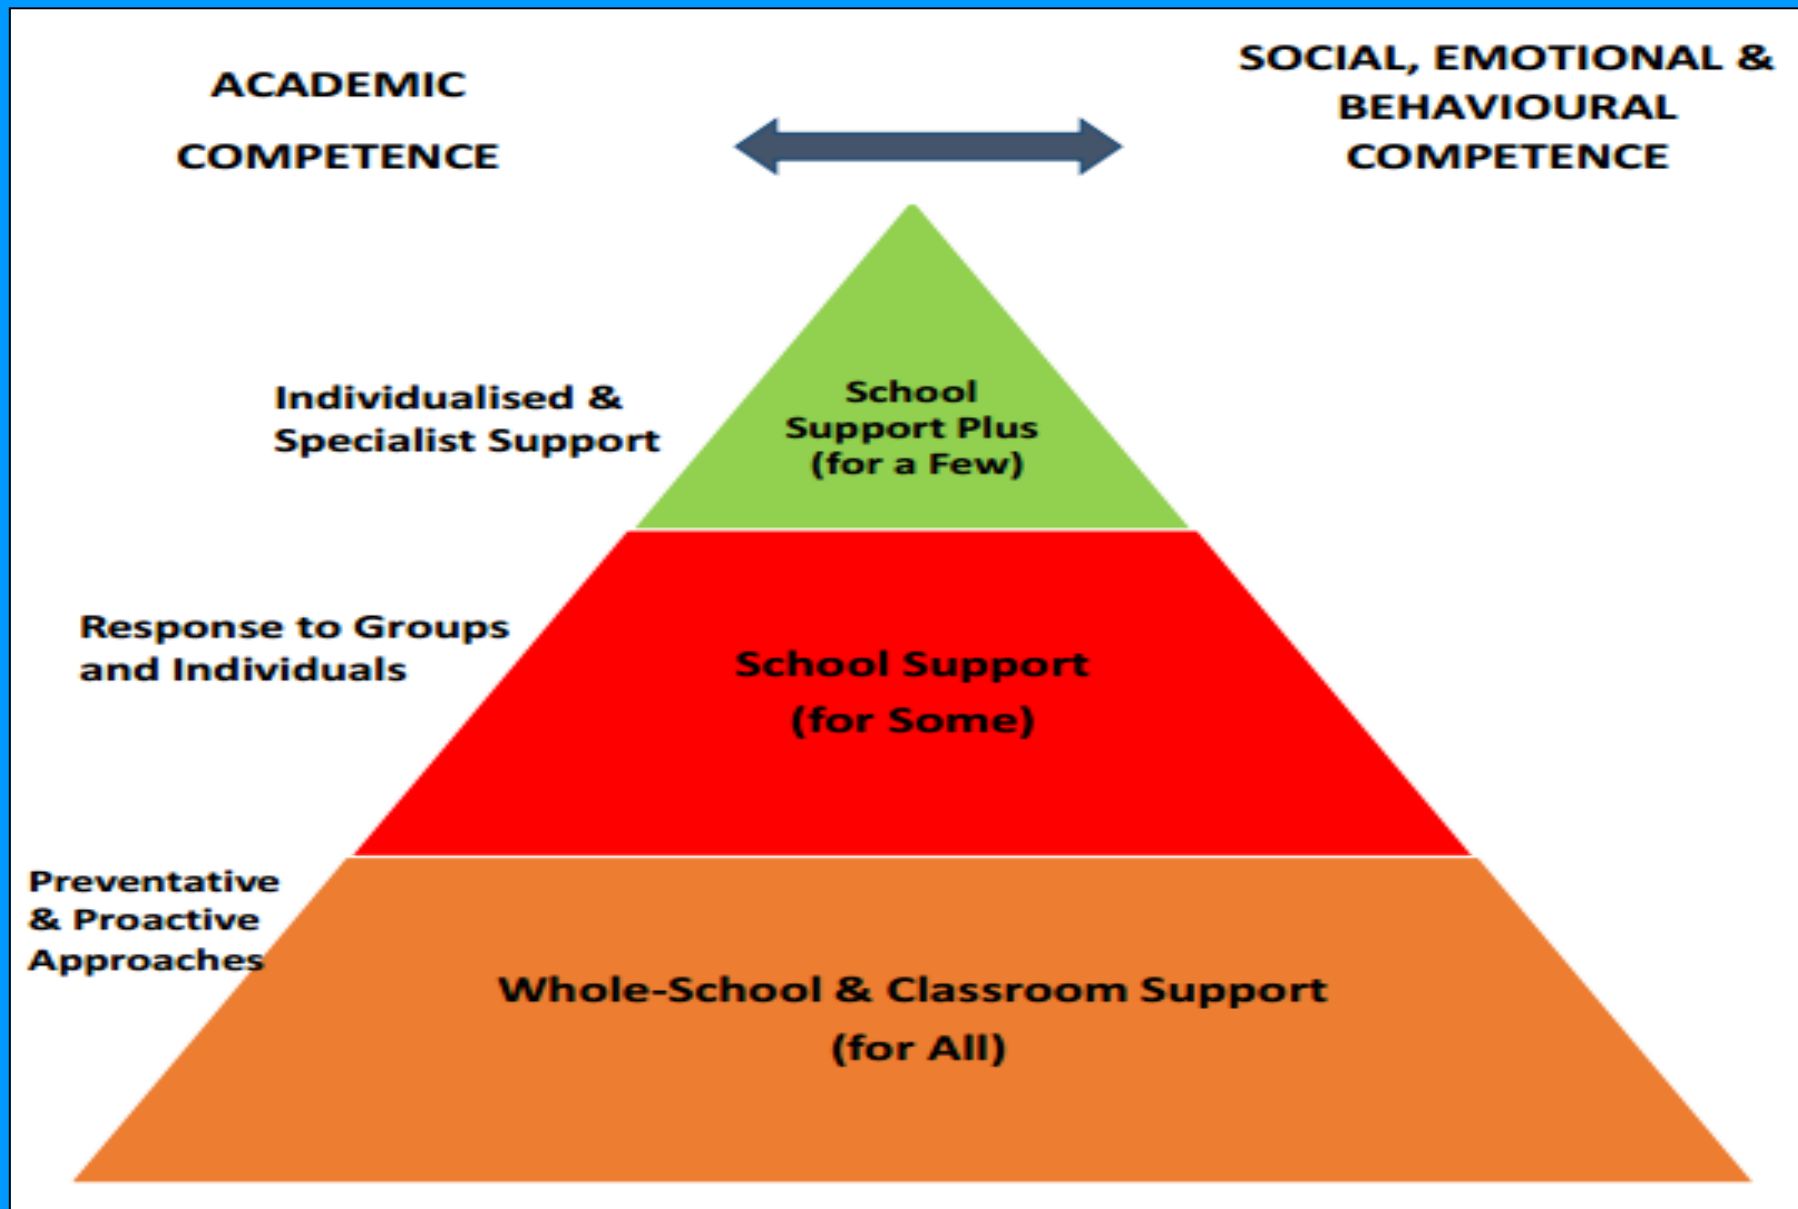 ACADEMIC
COMPETENCE
SOCIAL, EMOTIONAL &
BEHAVIOURAL
COMPETENCE
Individualised &
Specialist Support
School
Support Plus
(for a Few)
Response to Groups
and Individuals
School Support
(for Some)
Preventative
& Proactive
Approaches
Whole-School & Classroom Support
(for All)